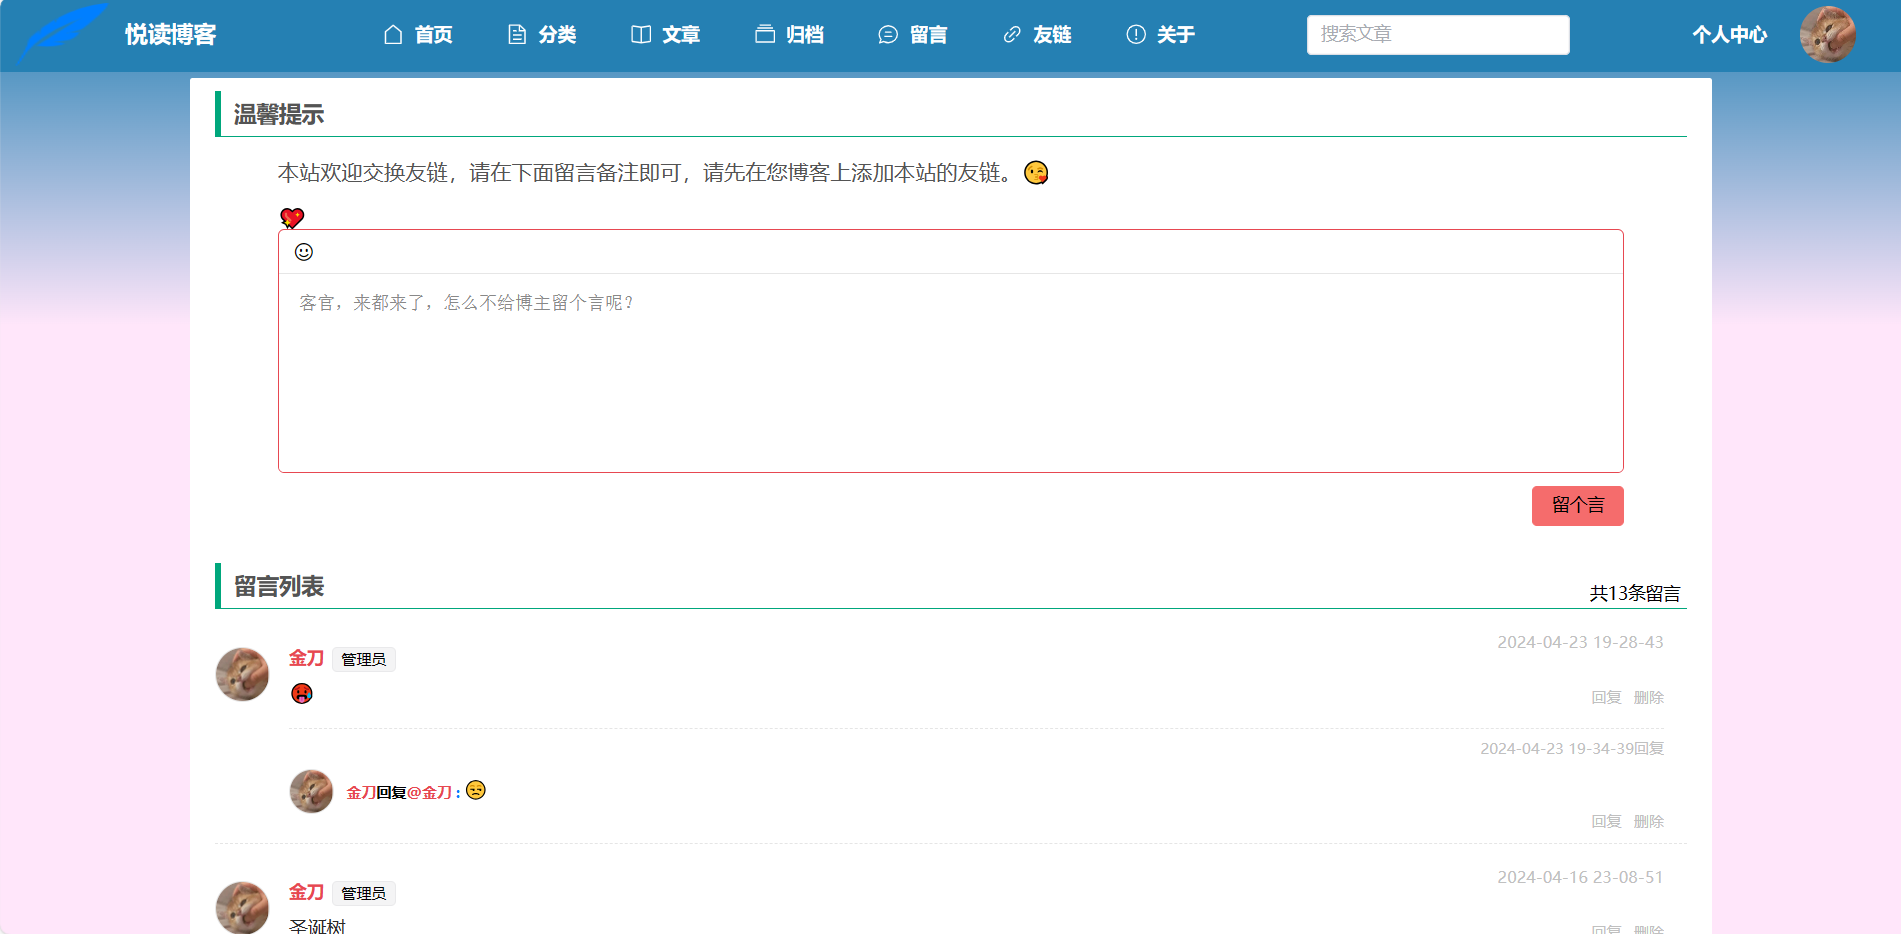 悦读博客 首页 分类 文章 归档 留言 友链 关于 搜索文章 个人中心
温馨提示
本站欢迎交换友链，请在下面留言备注即可，请先在您博客上添加本站的友链。😘
💖
客官，来都来了，怎么不给博主留个言呢？
留个言
留言列表
共13条留言
金刀 管理员 2024-04-23 19-28-43
🥵
回复 删除
2024-04-23 19-34-39回复
金刀回复@金刀：😒
回复 删除
金刀 管理员 2024-04-16 23-08-51
圣诞树
回复 删除